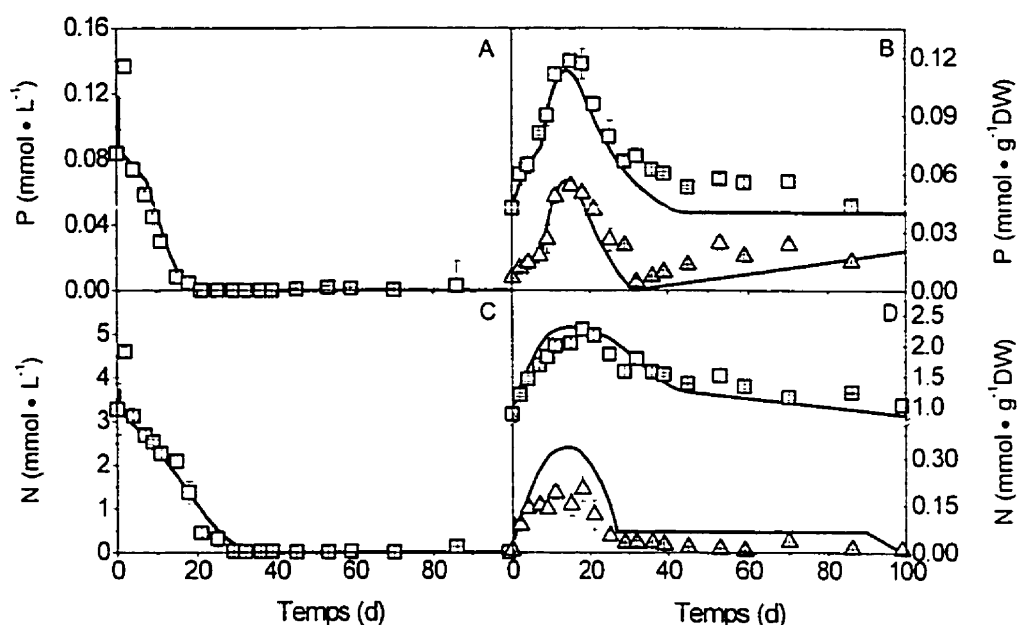 0.16
0.12
0.08
0.04
0.00
P (mmol • L⁻¹)
A
B
0.12
0.09
0.06
0.03
0.00
P (mmol • g⁻¹DW)
5
4
3
2
1
0
N (mmol • L⁻¹)
C
D
2.5
2.0
1.5
1.0
0.30
0.15
0.00
N (mmol • g⁻¹DW)
0 20 40 60 80 0 20 40 60 80 100
Temps (d) Temps (d)